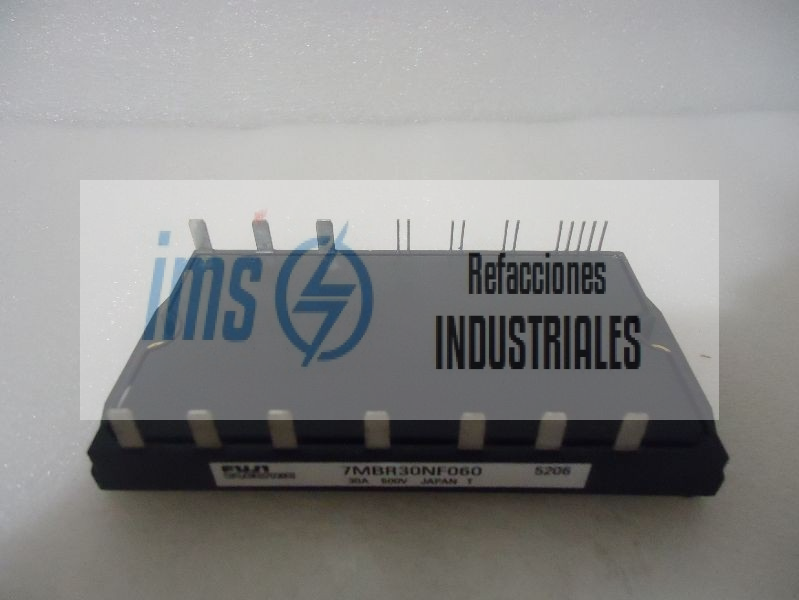 ims
Refacciones
INDUSTRIALES
FUJI
7MBR30NF060
5206
30A 600V JAPAN T